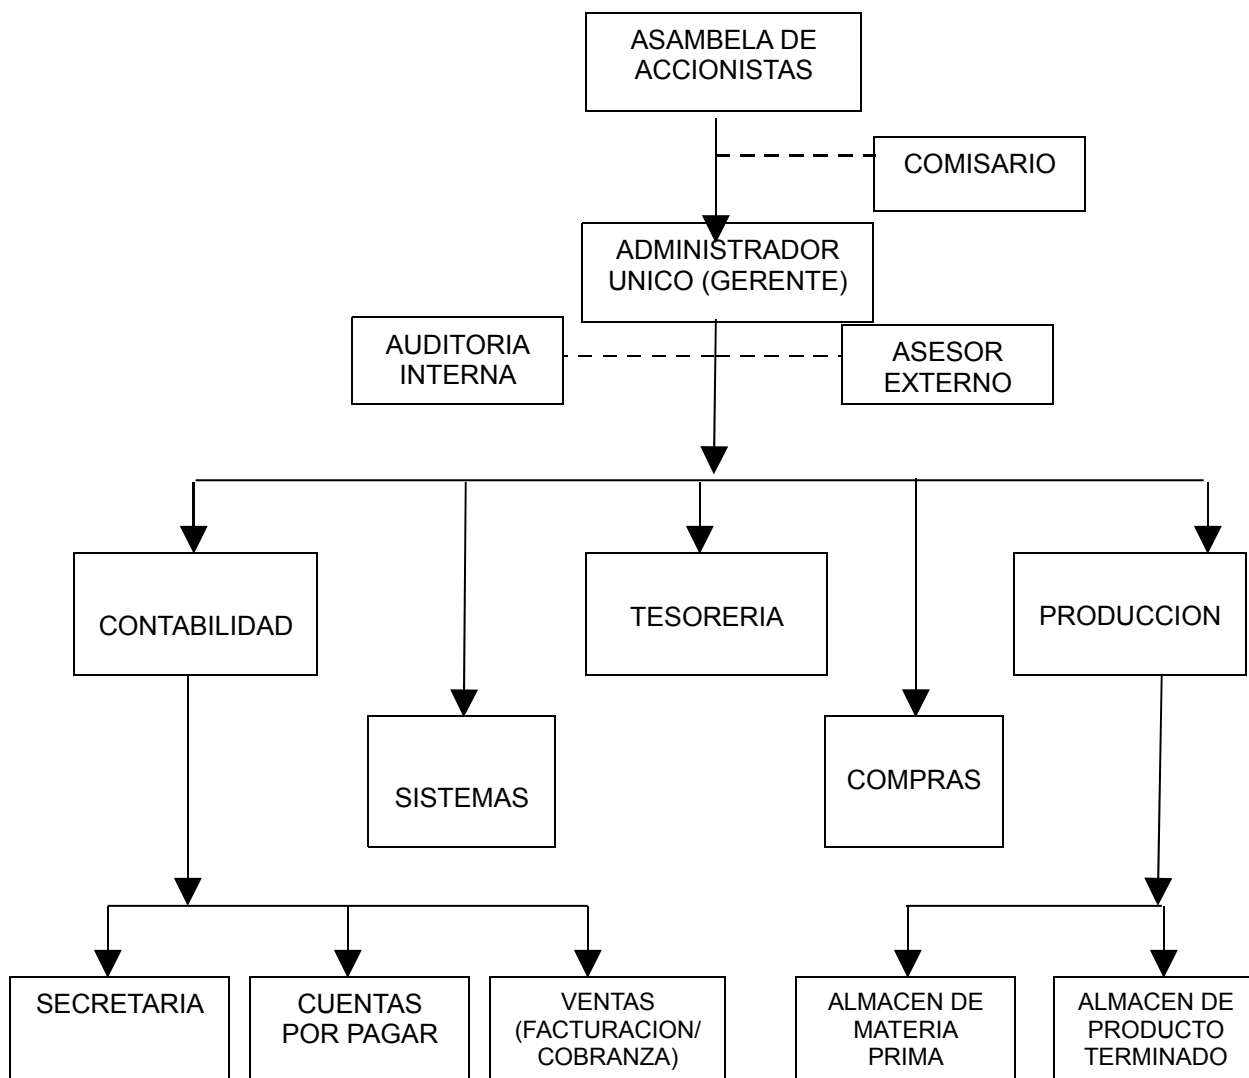 ASAMBELA DE
ACCIONISTAS
COMISARIO
ADMINISTRADOR
UNICO (GERENTE)
AUDITORIA
INTERNA
ASESOR
EXTERNO
CONTABILIDAD
TESORERIA
PRODUCCION
SISTEMAS
COMPRAS
SECRETARIA
CUENTAS
POR PAGAR
VENTAS
(FACTURACION/
COBRANZA)
ALMACEN DE
MATERIA
PRIMA
ALMACEN DE
PRODUCTO
TERMINADO